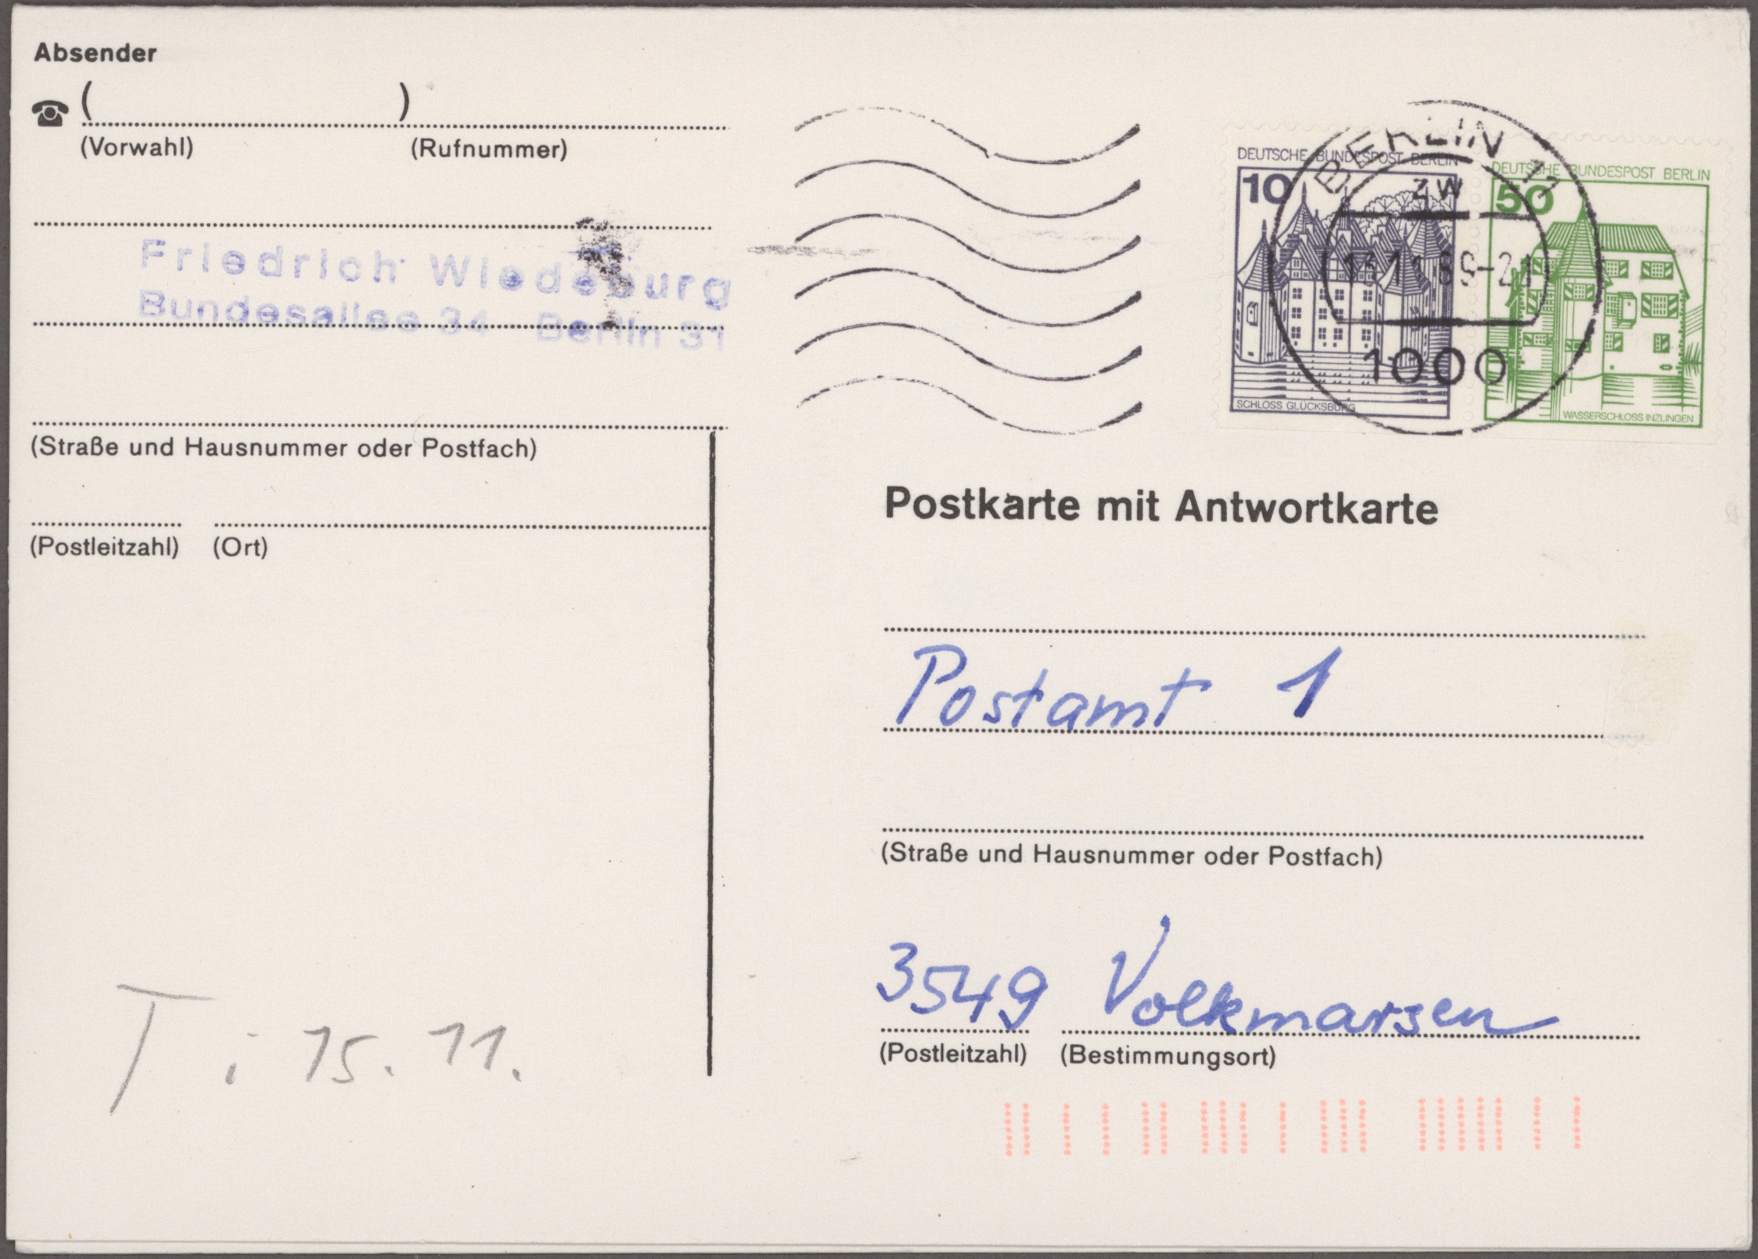 Absender
( )
(Vorwahl) (Rufnummer)
Friedrich Wiedeburg
Bundesallee 34 - Berlin 31
(Straße und Hausnummer oder Postfach)
(Postleitzahl) (Ort)
T: 15. 11.
DEUTSCHE BUNDESPOST BERLIN
10
SCHLOSS GLÜCKSBURG
DEUTSCHE BUNDESPOST BERLIN
50
WASSERSCHLOSS INZLINGEN
BERLIN
ZW
1000
Postkarte mit Antwortkarte
Postamt 1
(Straße und Hausnummer oder Postfach)
3549 Volkmarsen
(Postleitzahl) (Bestimmungsort)